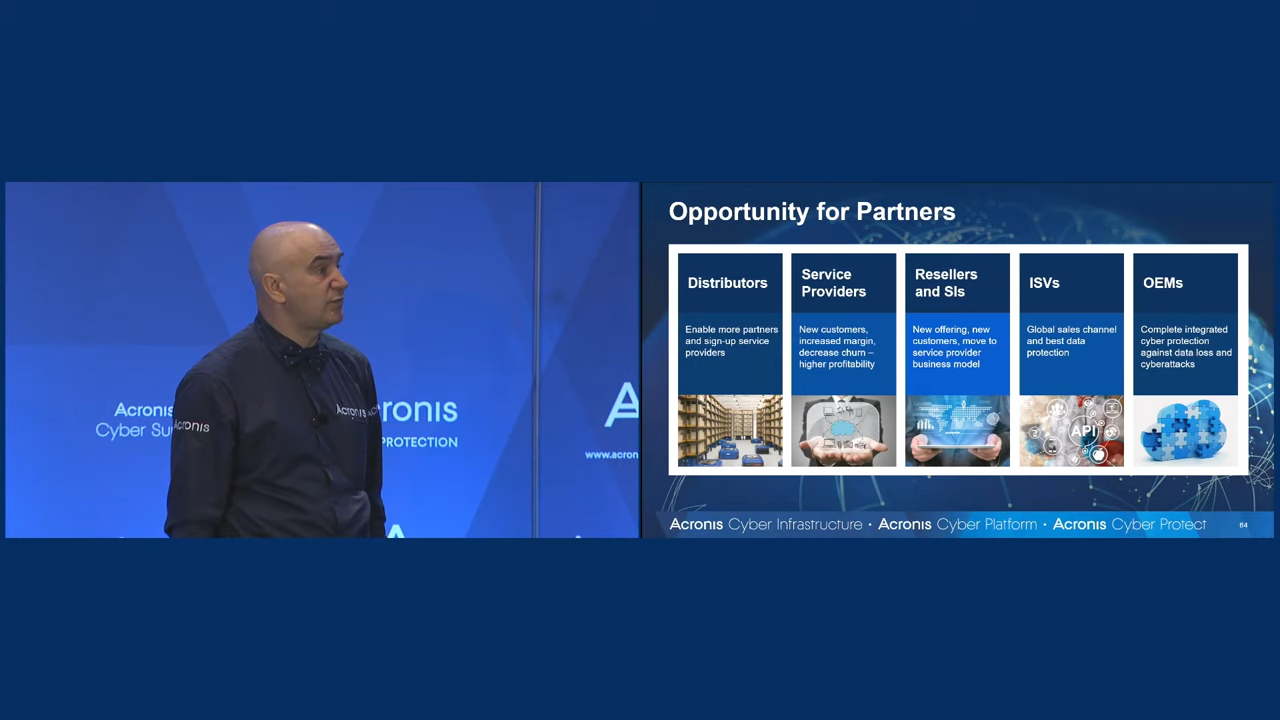 Acronis
Cyber Su
Acronis
Acronis
ronis
PROTECTION
www.acron
Opportunity for Partners
Distributors
Enable more partners
and sign-up service
providers
Service
Providers
New customers,
increased margin,
decrease churn –
higher profitability
Resellers
and SIs
New offering, new
customers, move to
service provider
business model
ISVs
Global sales channel
and best data
protection
API
OEMs
Complete integrated
cyber protection
against data loss and
cyberattacks
Acronis Cyber Infrastructure · Acronis Cyber Platform · Acronis Cyber Protect
64